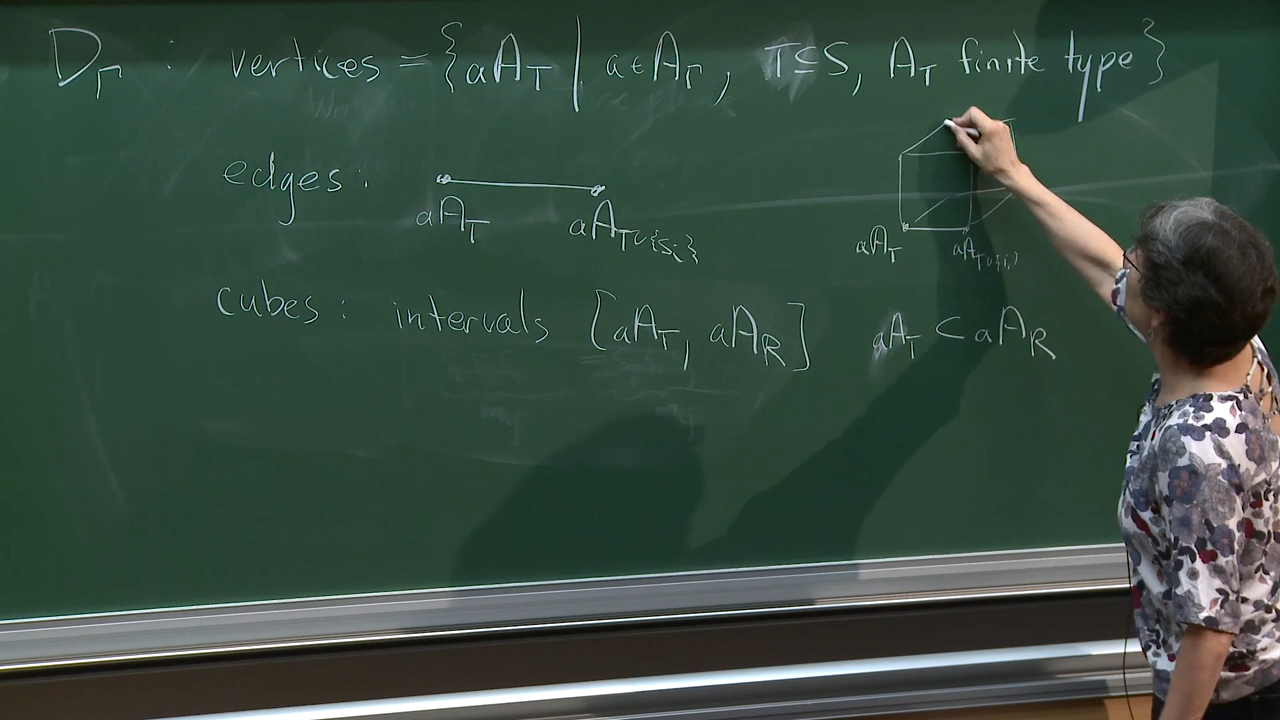 D_Γ : vertices = {aA_T | a∈A_Γ, T⊆S, A_T finite type}
edges: aA_T aA_{T∪{s_i}}
aA_T aA_{T∪{s_i}}
cubes: intervals [aA_T, aA_R] aA_T ⊂ aA_R